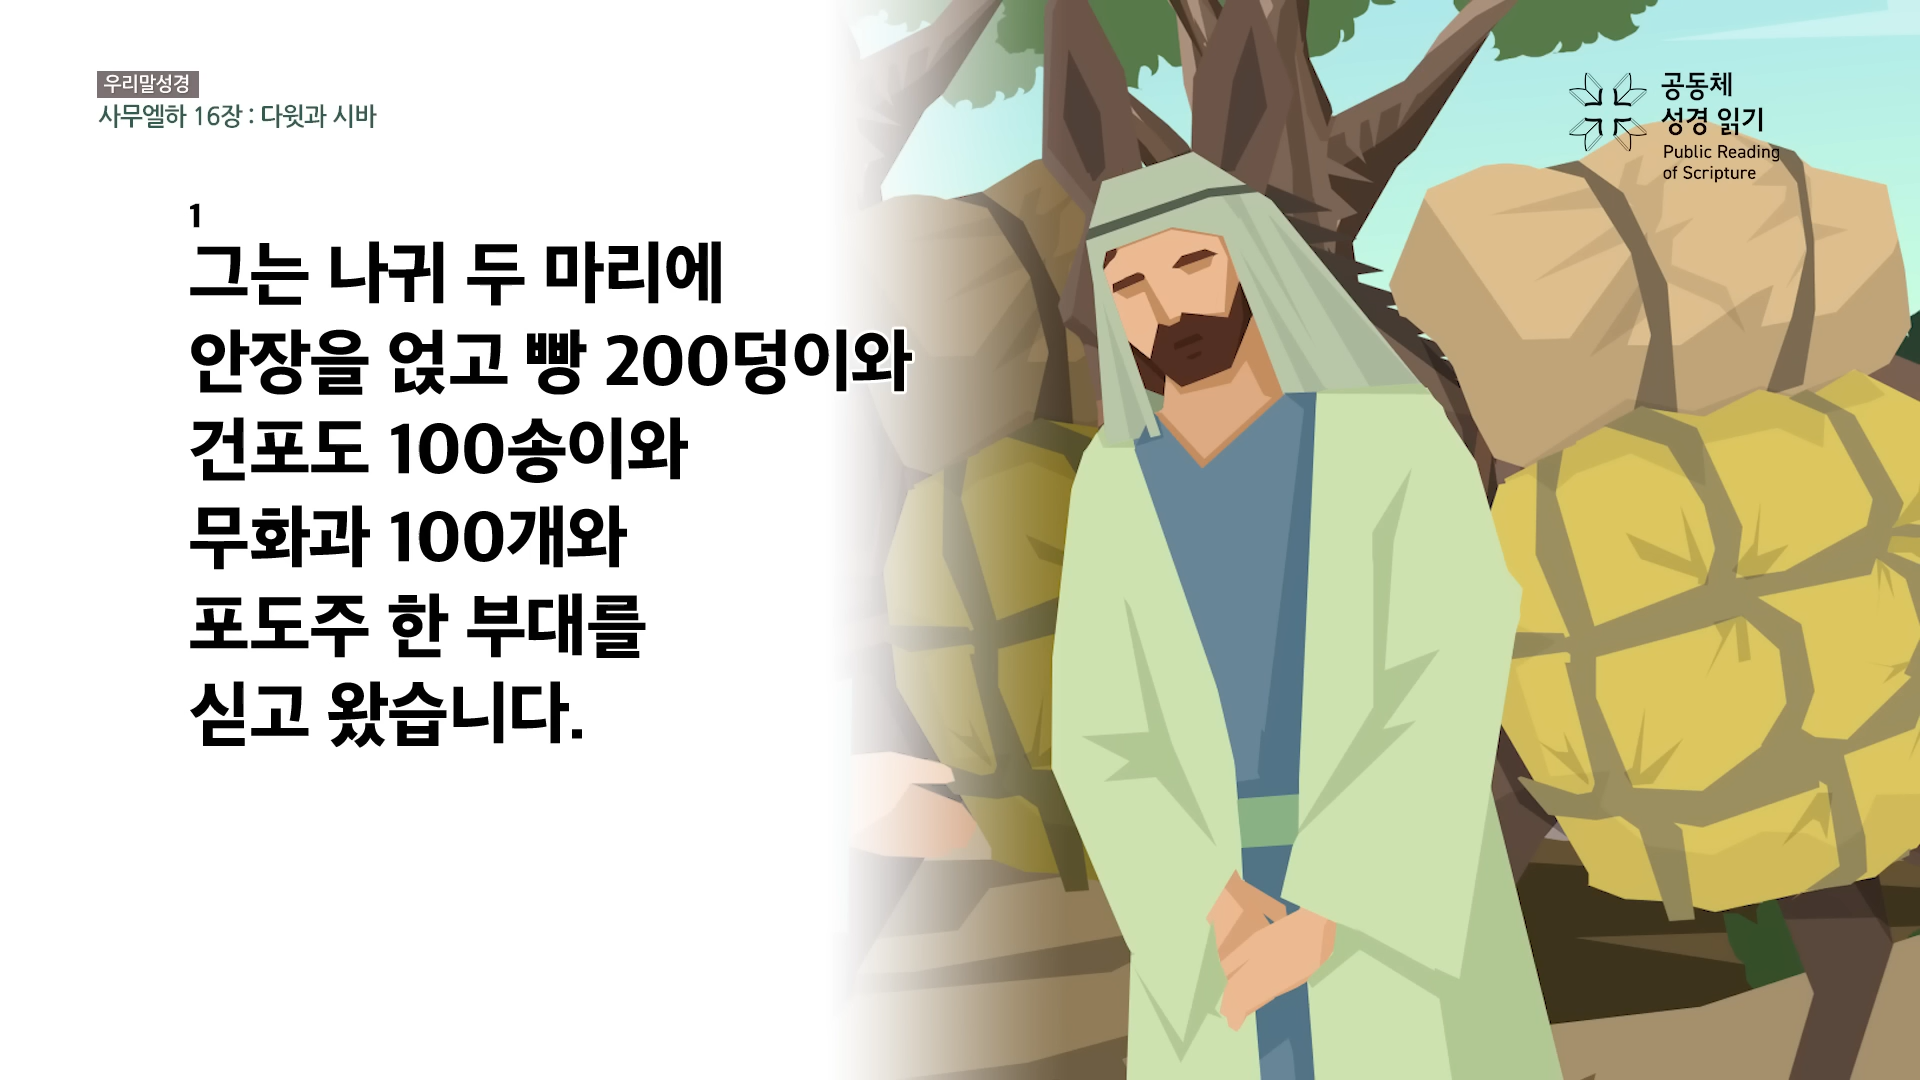 우리말성경
사무엘하 16장 : 다윗과 시바
공동체
성경 읽기
Public Reading
of Scripture
1
그는 나귀 두 마리에
안장을 얹고 빵 200덩이와
건포도 100송이와
무화과 100개와
포도주 한 부대를
싣고 왔습니다.